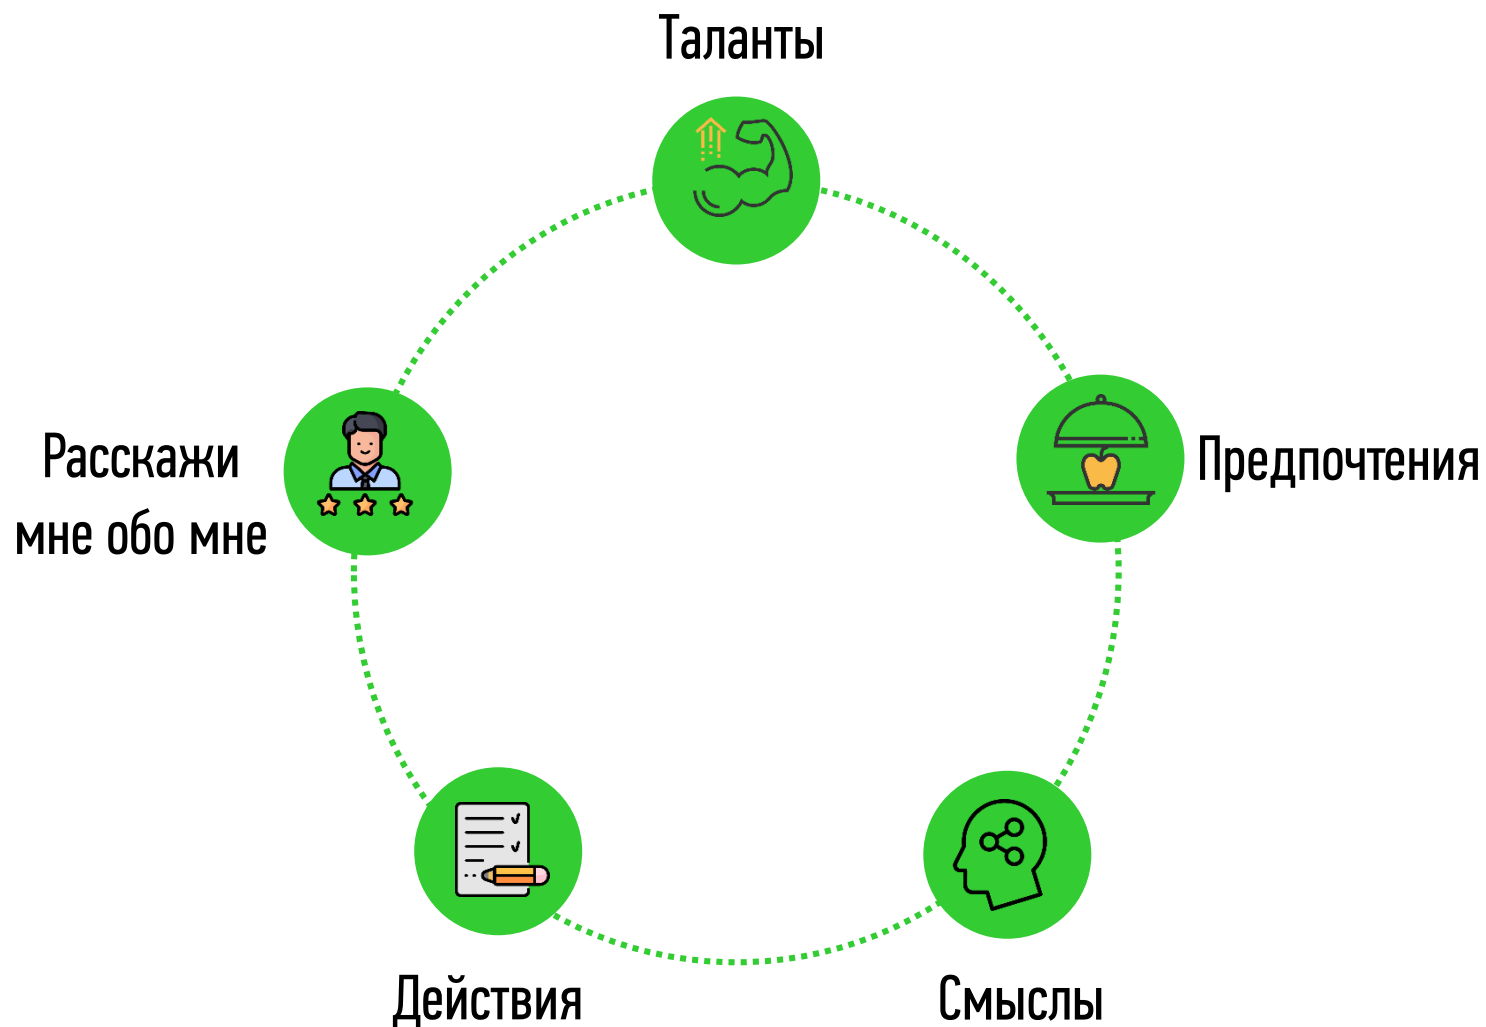 Таланты
Расскажи
мне обо мне
Предпочтения
Действия
Смыслы